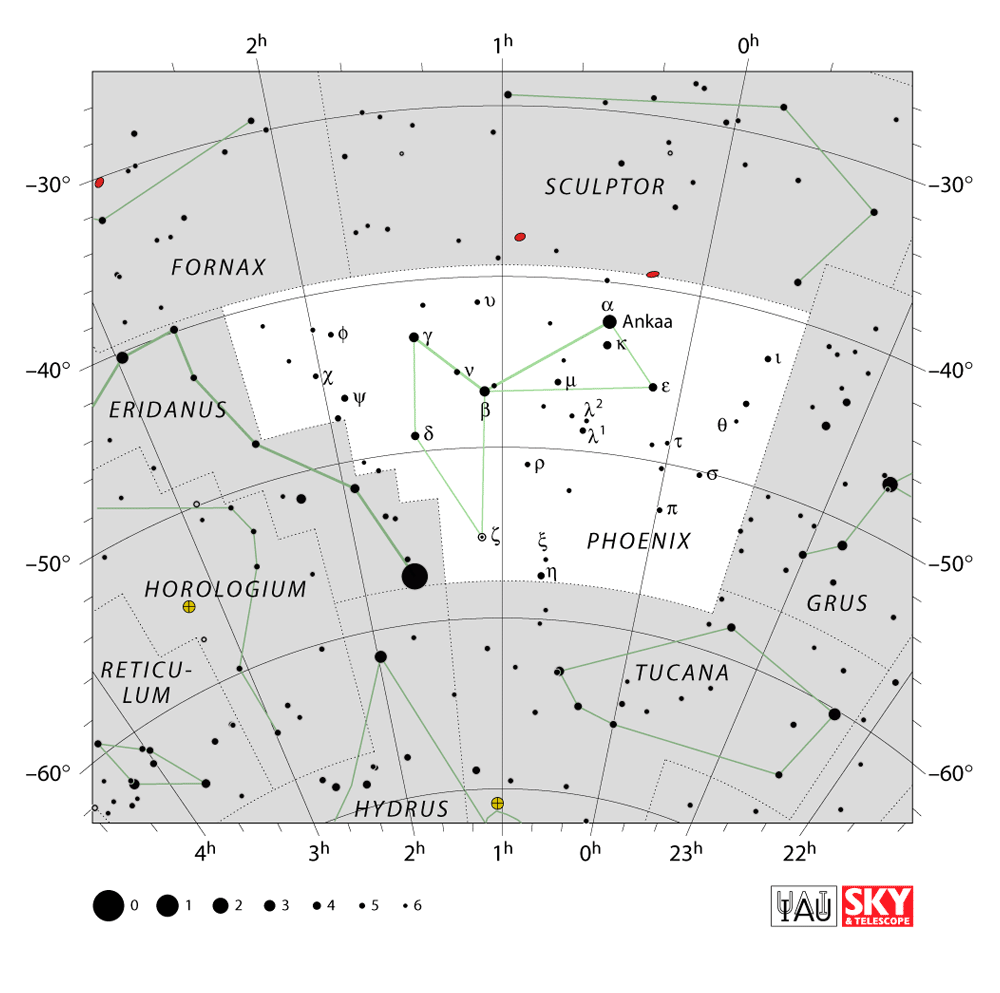 2h 1h 0h
−30° −30°
SCULPTOR
FORNAX
υ α Ankaa
ϕ γ κ ι
−40° −40°
χ ν μ ε
ψ β λ2 θ
ERIDANUS
δ λ1 τ
ρ σ
π
ζ ξ PHOENIX
−50° η −50°
HOROLOGIUM
GRUS
RETICU-
LUM
TUCANA
−60° −60°
HYDRUS
4h 3h 2h 1h 0h 23h 22h
0 1 2 3 4 5 6
IAU SKY
& TELESCOPE